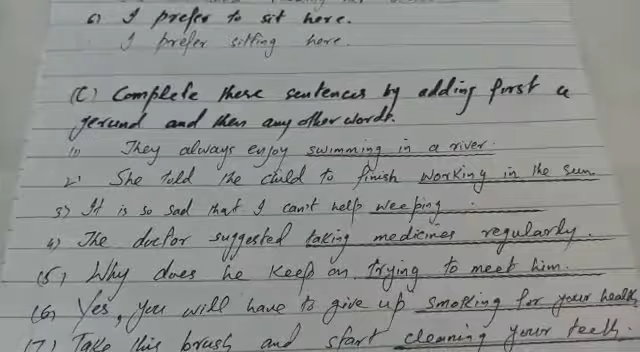 6) I prefer to sit here.
I prefer sitting here.
(C) Complete these sentences by adding first a
gerund and then any other words.
1) They always enjoy swimming in a river.
2) She told the child to finish working in the sun
3) It is so sad that I can't help weeping.
4) The doctor suggested taking medicines regularly.
(5) Why does he keep on trying to meet him.
(6) Yes, you will have to give up smoking for your health
(7) Take this brush and start cleaning your teeth.